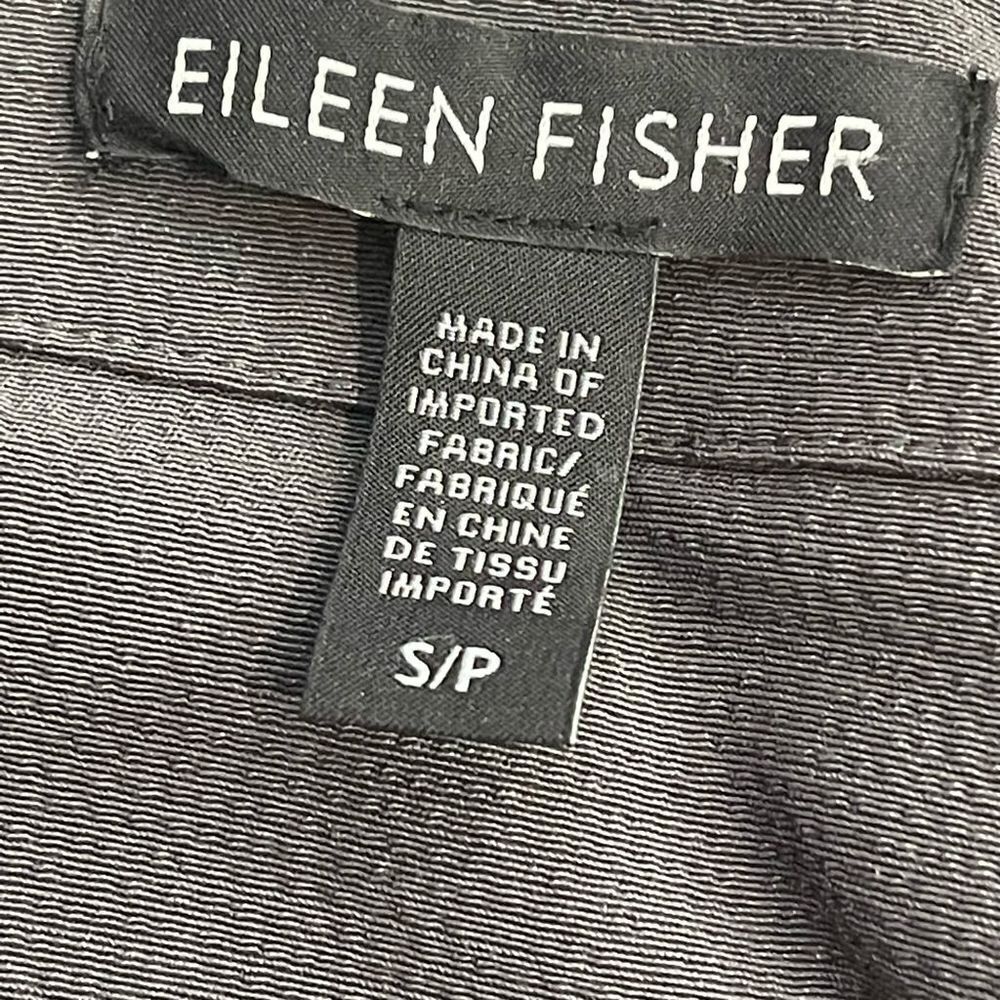 EILEEN FISHER
MADE IN
CHINA OF
IMPORTED
FABRIC/
FABRIQUÉ
EN CHINE
DE TISSU
IMPORTÉ
S/P